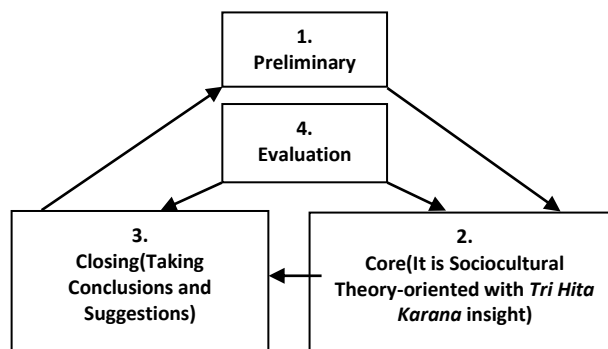 1.
Preliminary
4.
Evaluation
3.
Closing(Taking
Conclusions and
Suggestions)
2.
Core(It is Sociocultural
Theory-oriented with Tri Hita
Karana insight)